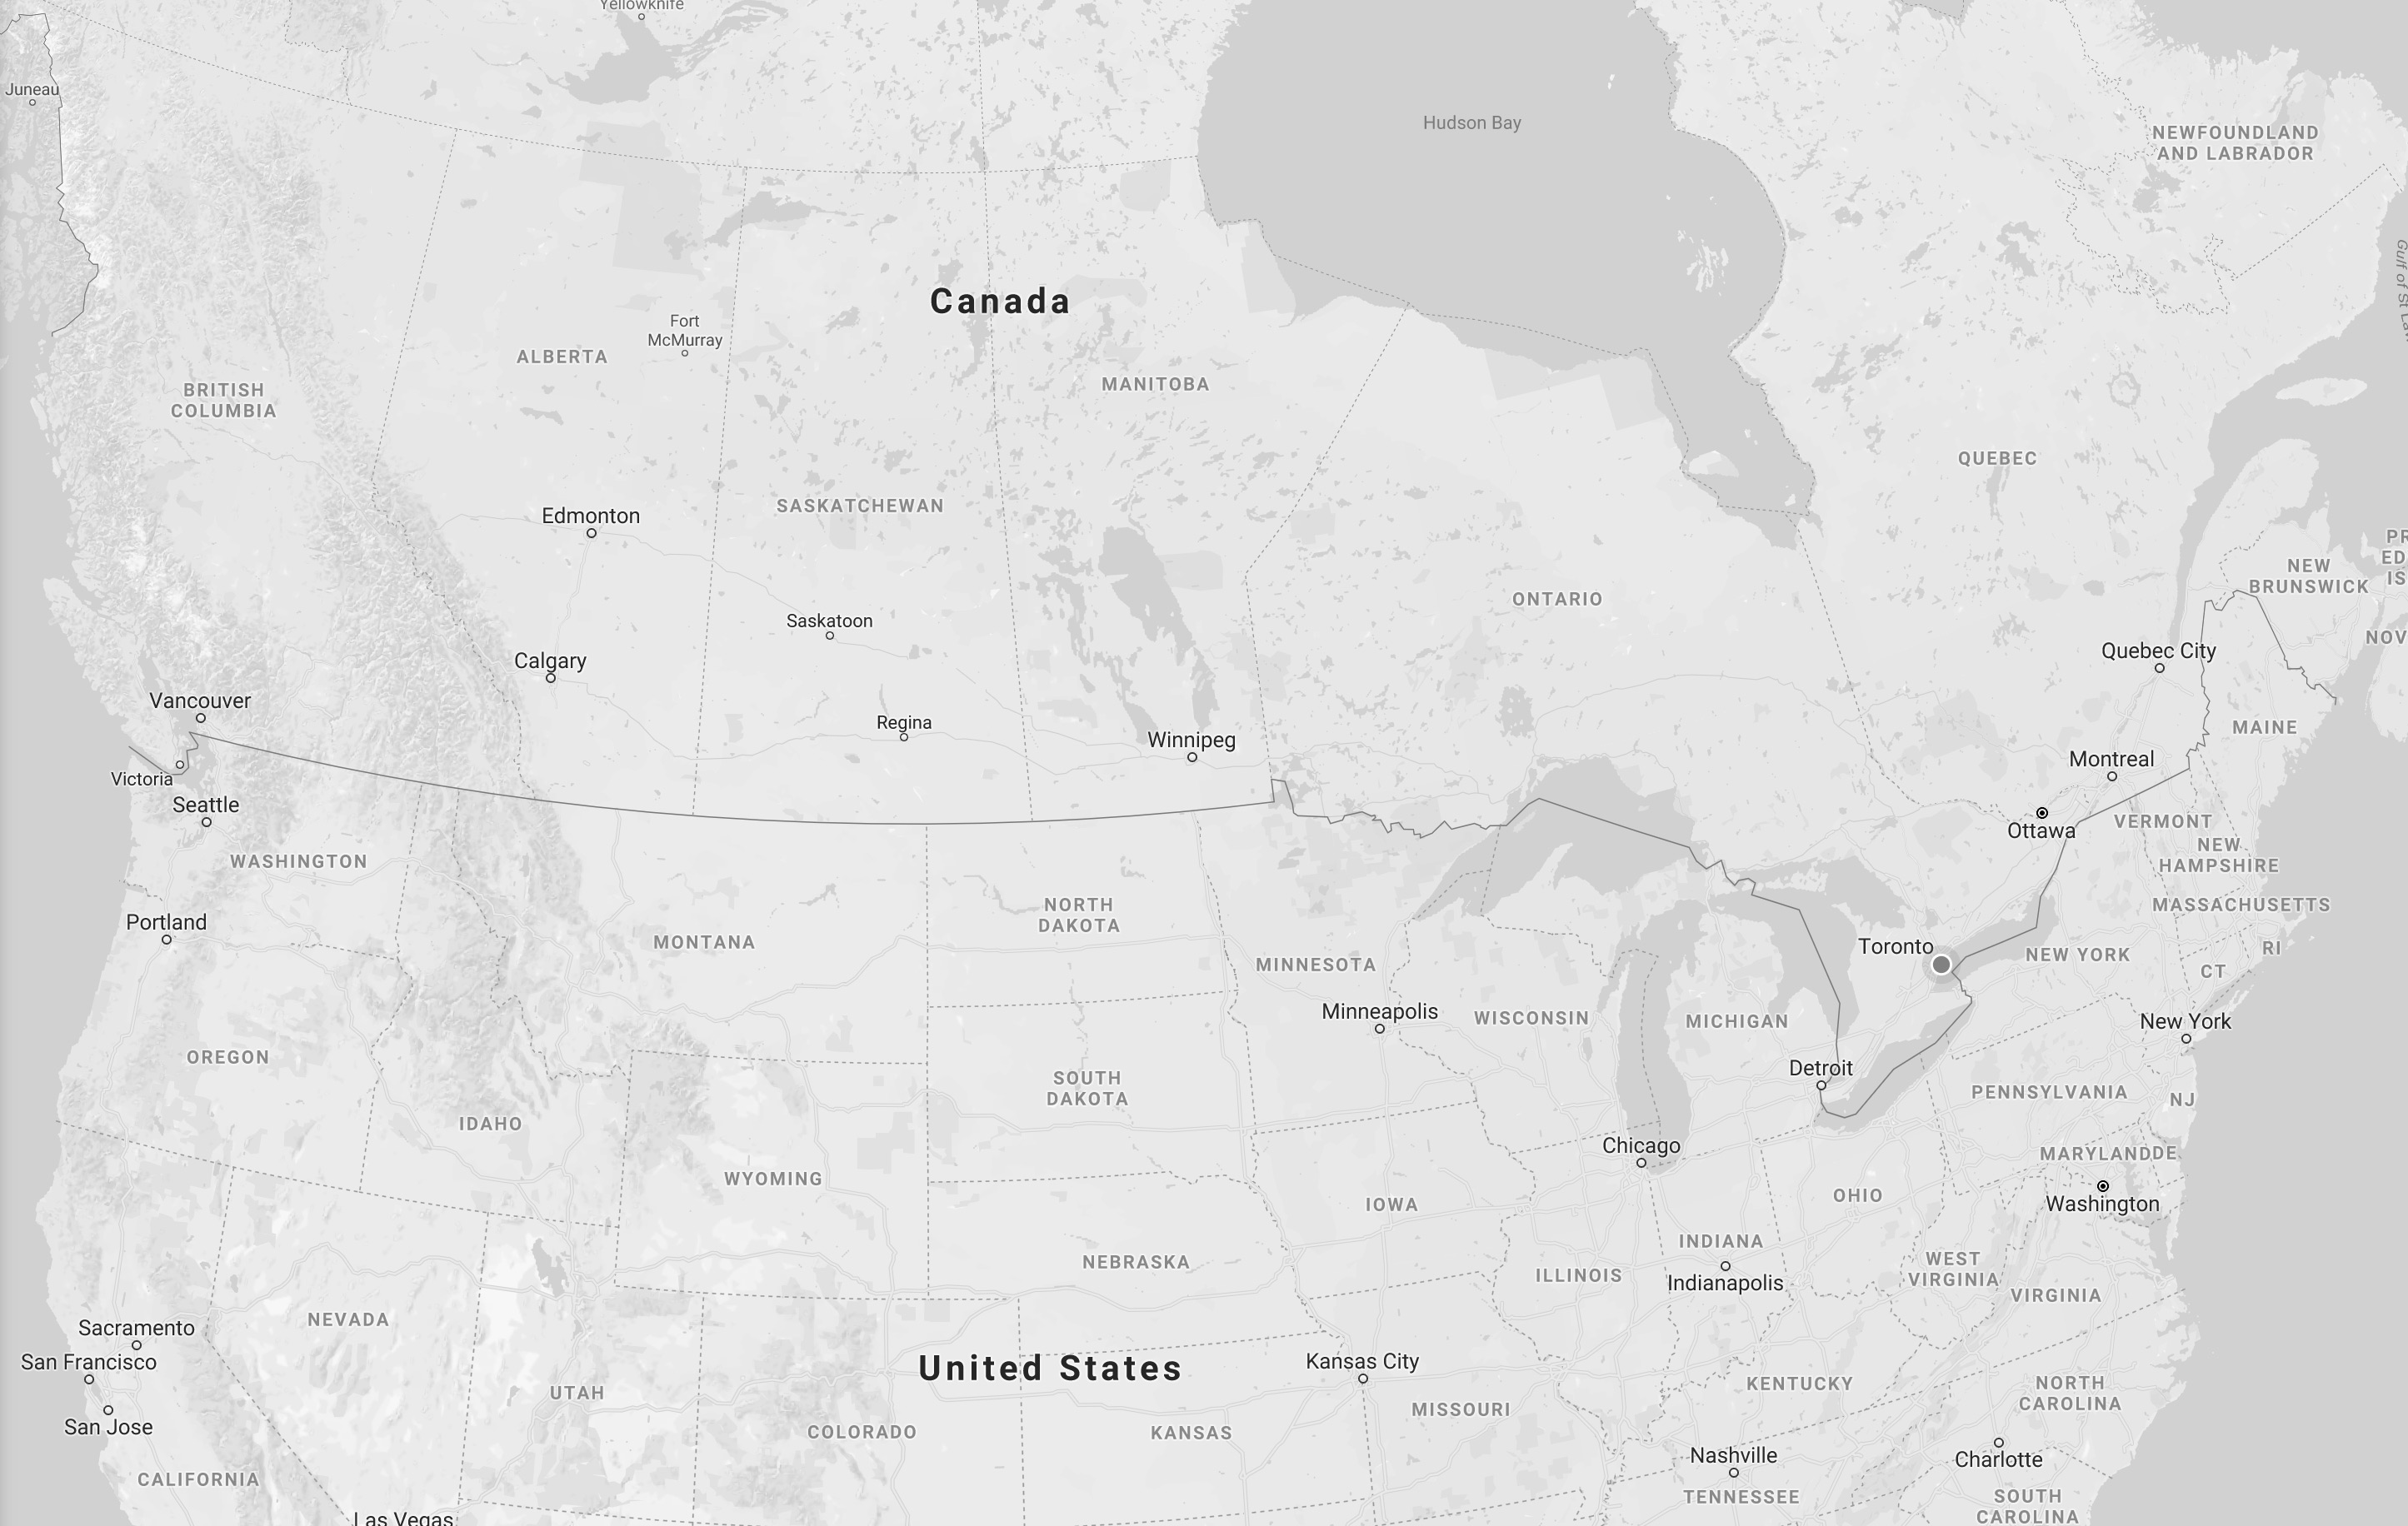 Yellowknife
Juneau
Hudson Bay
NEWFOUNDLAND
AND LABRADOR
Canada
Fort
McMurray
ALBERTA
MANITOBA
BRITISH
COLUMBIA
QUEBEC
SASKATCHEWAN
Edmonton
NEW
BRUNSWICK
ONTARIO
Saskatoon
Calgary
Quebec City
Vancouver
Regina
MAINE
Winnipeg
Montreal
Victoria
Seattle
Ottawa
VERMONT
WASHINGTON
NEW
HAMPSHIRE
MASSACHUSETTS
NORTH
DAKOTA
Portland
MONTANA
Toronto
RI
NEW YORK
MINNESOTA
CT
Minneapolis
WISCONSIN
MICHIGAN
New York
OREGON
Detroit
SOUTH
DAKOTA
PENNSYLVANIA
NJ
IDAHO
Chicago
MARYLAND
DE
WYOMING
OHIO
IOWA
Washington
INDIANA
NEBRASKA
WEST
VIRGINIA
ILLINOIS
Indianapolis
VIRGINIA
NEVADA
Sacramento
San Francisco
United States
Kansas City
UTAH
KENTUCKY
NORTH
CAROLINA
MISSOURI
San Jose
COLORADO
KANSAS
Nashville
Charlotte
CALIFORNIA
TENNESSEE
SOUTH
CAROLINA
Las Vegas